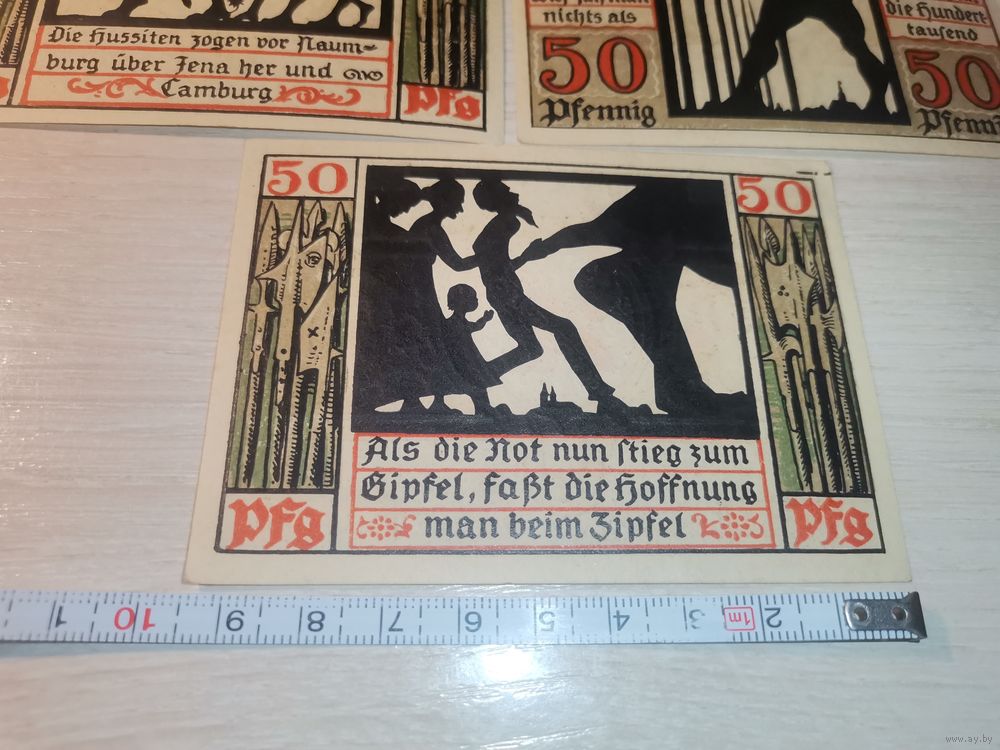 Die Hussiten zogen vor Naum-
burg über Jena her und
Camburg
Pfg
nichts als
50
Pfennig
die Hundert
tausend
50
Pfenni
50
50
Als die Not nun stieg zum
Gipfel, faßt die Hoffnung
man beim Zipfel
Pfg
Pfg
1 10 9 8 7 6 5 4 3 1m 2
www.ay.by